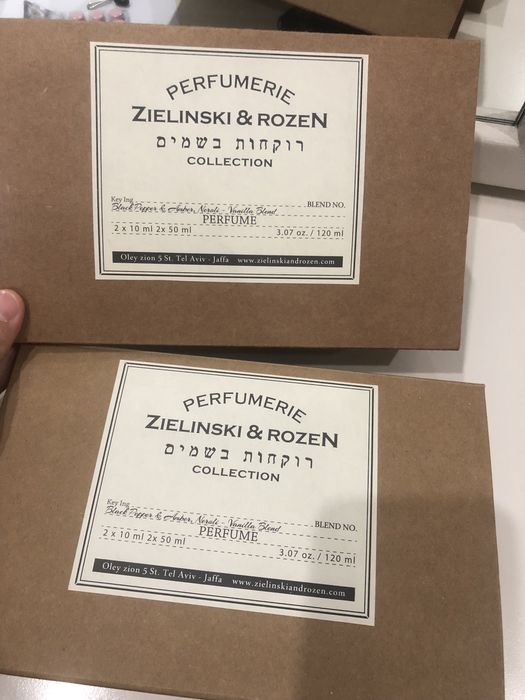 PERFUMERIE
ZIELINSKI & ROZEN
רוקחות בשמים
COLLECTION
Key Ing.
BLEND NO.
Black Pepper & Amber, Neroli - Vanilla Blend
PERFUME
2 x 10 ml 2x 50 ml
3.07 oz. / 120 ml
Oley zion 5 St. Tel Aviv - Jaffa www.zielinskiandrozen.com
PERFUMERIE
ZIELINSKI & ROZEN
רוקחות בשמים
COLLECTION
Key Ing
BLEND NO.
Black Pepper & Amber, Neroli - Vanilla Blend
PERFUME
2 x 10 ml 2x 50 ml
3.07 oz. / 120 ml
Oley zion 5 St. Tel Aviv - Jaffa www.zielinskiandrozen.com